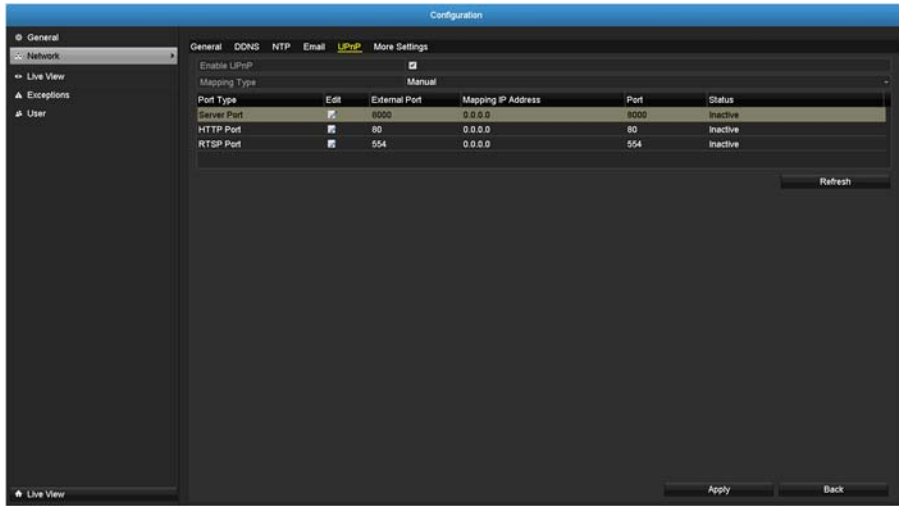 Configuration
General
Network
Live View
Exceptions
User
General DDNS NTP Email UPnP More Settings
Enable UPnP
Mapping Type Manual
Port Type Edit External Port Mapping IP Address Port Status
Server Port 8000 0.0.0.0 8000 Inactive
HTTP Port 80 0.0.0.0 80 Inactive
RTSP Port 554 0.0.0.0 554 Inactive
Refresh
Live View
Apply Back